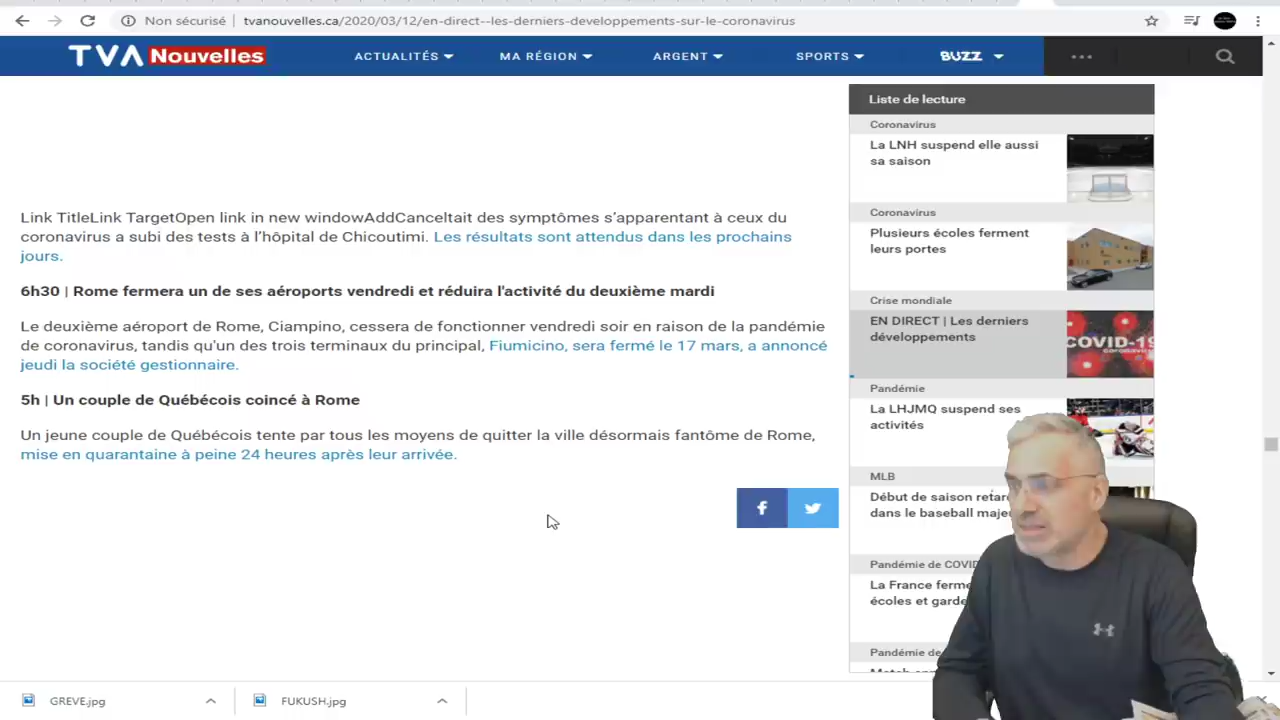 Non sécurisé | tvanouvelles.ca/2020/03/12/en-direct--les-derniers-developpements-sur-le-coronavirus
TVA Nouvelles
ACTUALITÉS
MA RÉGION
ARGENT
SPORTS
BUZZ
Link TitleLink TargetOpen link in new windowAddCanceltait des symptômes s’apparentant à ceux du
coronavirus a subi des tests à l’hôpital de Chicoutimi. Les résultats sont attendus dans les prochains
jours.
6h30 | Rome fermera un de ses aéroports vendredi et réduira l'activité du deuxième mardi
Le deuxième aéroport de Rome, Ciampino, cessera de fonctionner vendredi soir en raison de la pandémie
de coronavirus, tandis qu'un des trois terminaux du principal, Fiumicino, sera fermé le 17 mars, a annoncé
jeudi la société gestionnaire.
5h | Un couple de Québécois coincé à Rome
Un jeune couple de Québécois tente par tous les moyens de quitter la ville désormais fantôme de Rome,
mise en quarantaine à peine 24 heures après leur arrivée.
Liste de lecture
Coronavirus
La LNH suspend elle aussi
sa saison
Coronavirus
Plusieurs écoles ferment
leurs portes
Crise mondiale
EN DIRECT | Les derniers
développements
COVID-19
Pandémie
La LHJMQ suspend ses
activités
MLB
Début de saison
dans le baseball
Pandémie de
La France
écoles et
Pandémie de
GREVE.jpg
FUKUSH.jpg